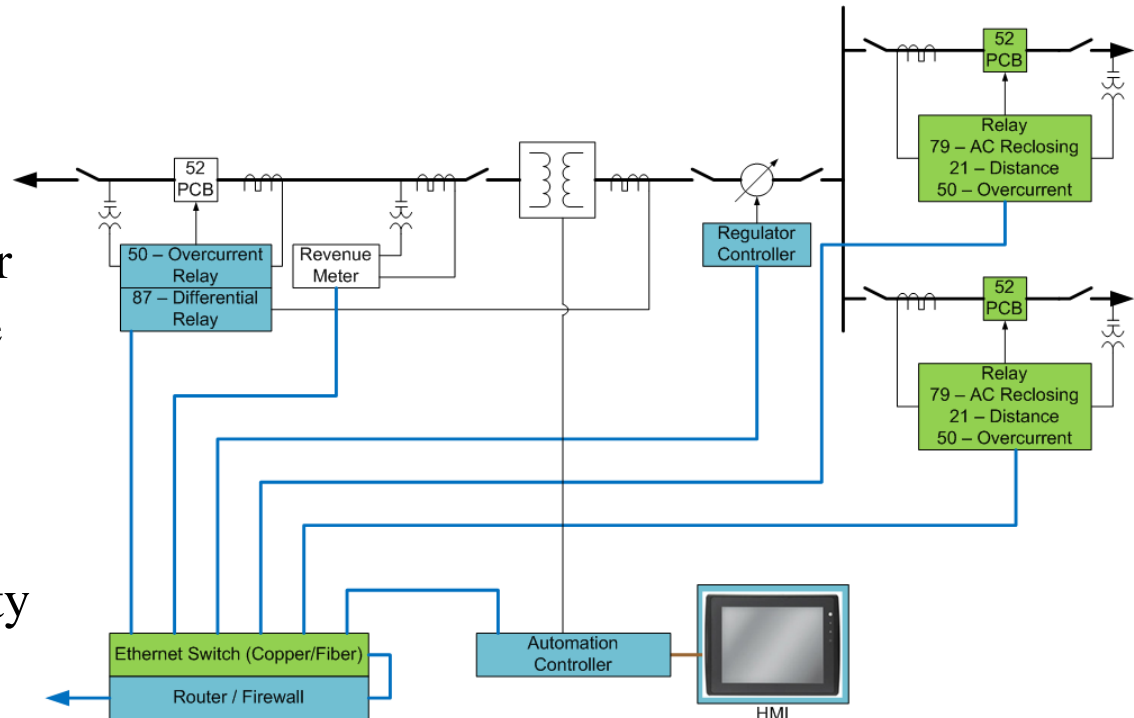 52
PCB
Relay
79 – AC Reclosing
21 – Distance
50 – Overcurrent
52
PCB
50 – Overcurrent
Relay
87 – Differential
Relay
Revenue
Meter
Regulator
Controller
52
PCB
Relay
79 – AC Reclosing
21 – Distance
50 – Overcurrent
Ethernet Switch (Copper/Fiber)
Router / Firewall
Automation
Controller
HMI
r
ty